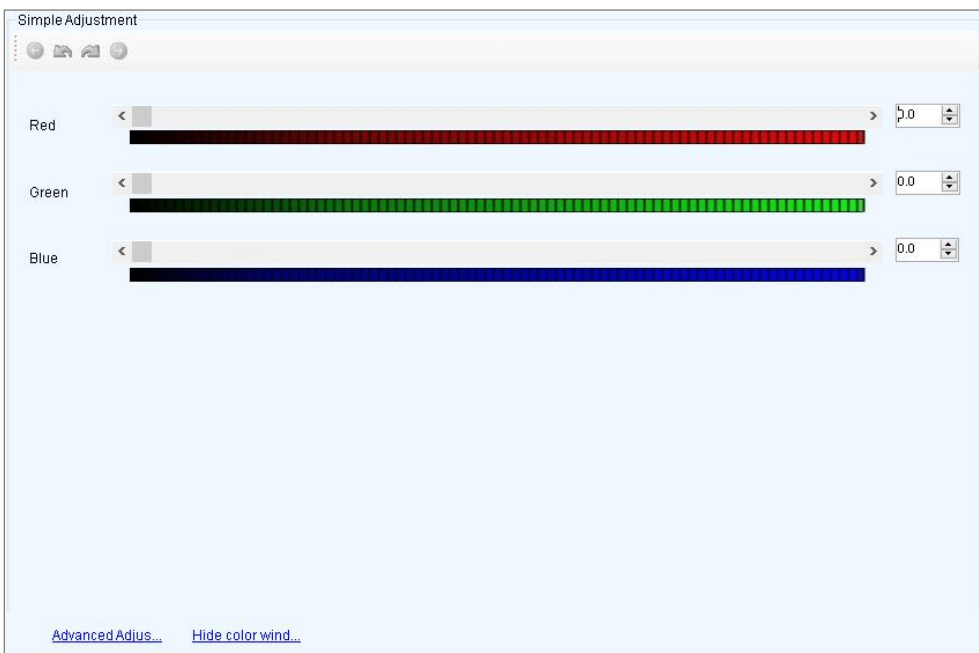 Simple Adjustment
Red
0.0
Green
0.0
Blue
0.0
Advanced Adjus... Hide color wind...